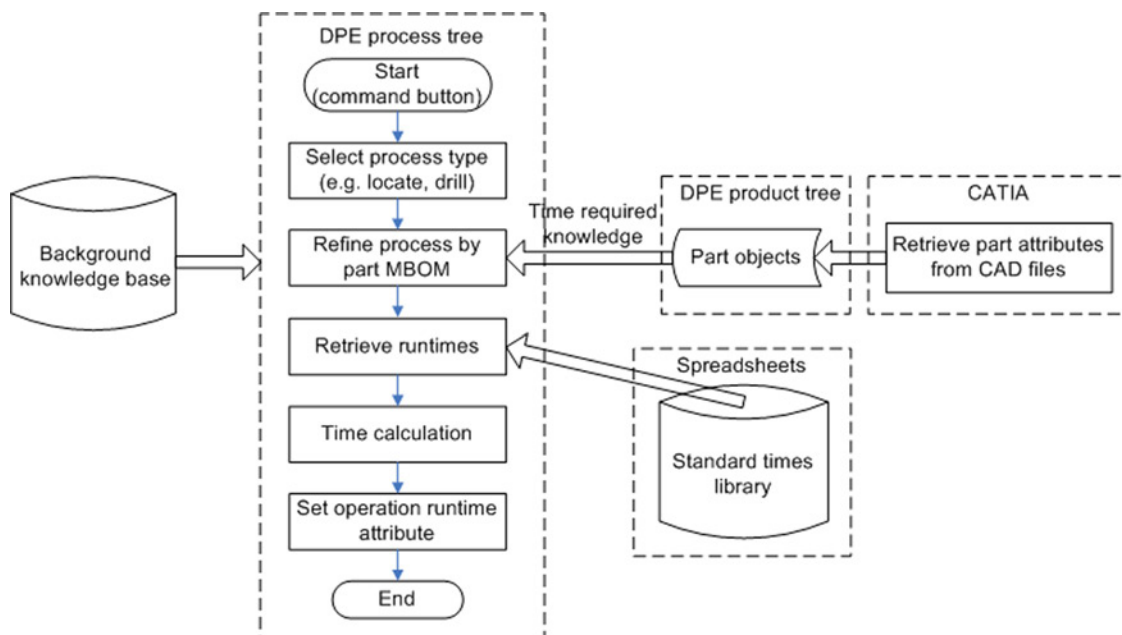 DPE process tree
Start
(command button)
Select process type
(e.g. locate, drill)
Background
knowledge base
Refine process by
part MBOM
Time required
knowledge
DPE product tree
Part objects
CATIA
Retrieve part attributes
from CAD files
Retrieve runtimes
Spreadsheets
Standard times
library
Time calculation
Set operation runtime
attribute
End